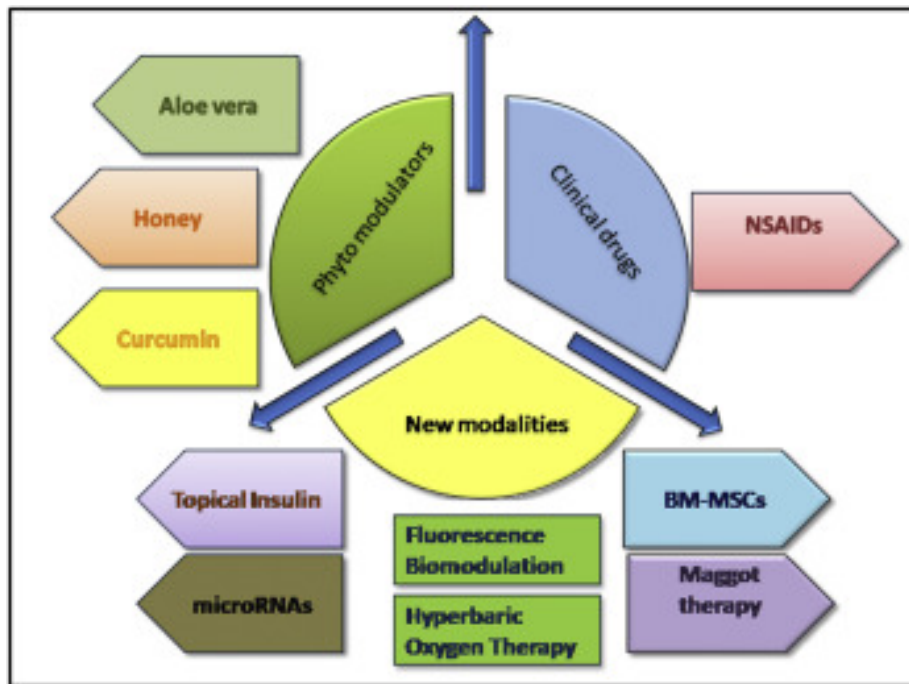 Aloe vera
Honey
Curcumin
Phyto modulators
Clinical drugs
NSAIDs
New modalities
Topical Insulin
microRNAs
Fluorescence
Biomodulation
Hyperbaric
Oxygen Therapy
BM-MSCs
Maggot
therapy